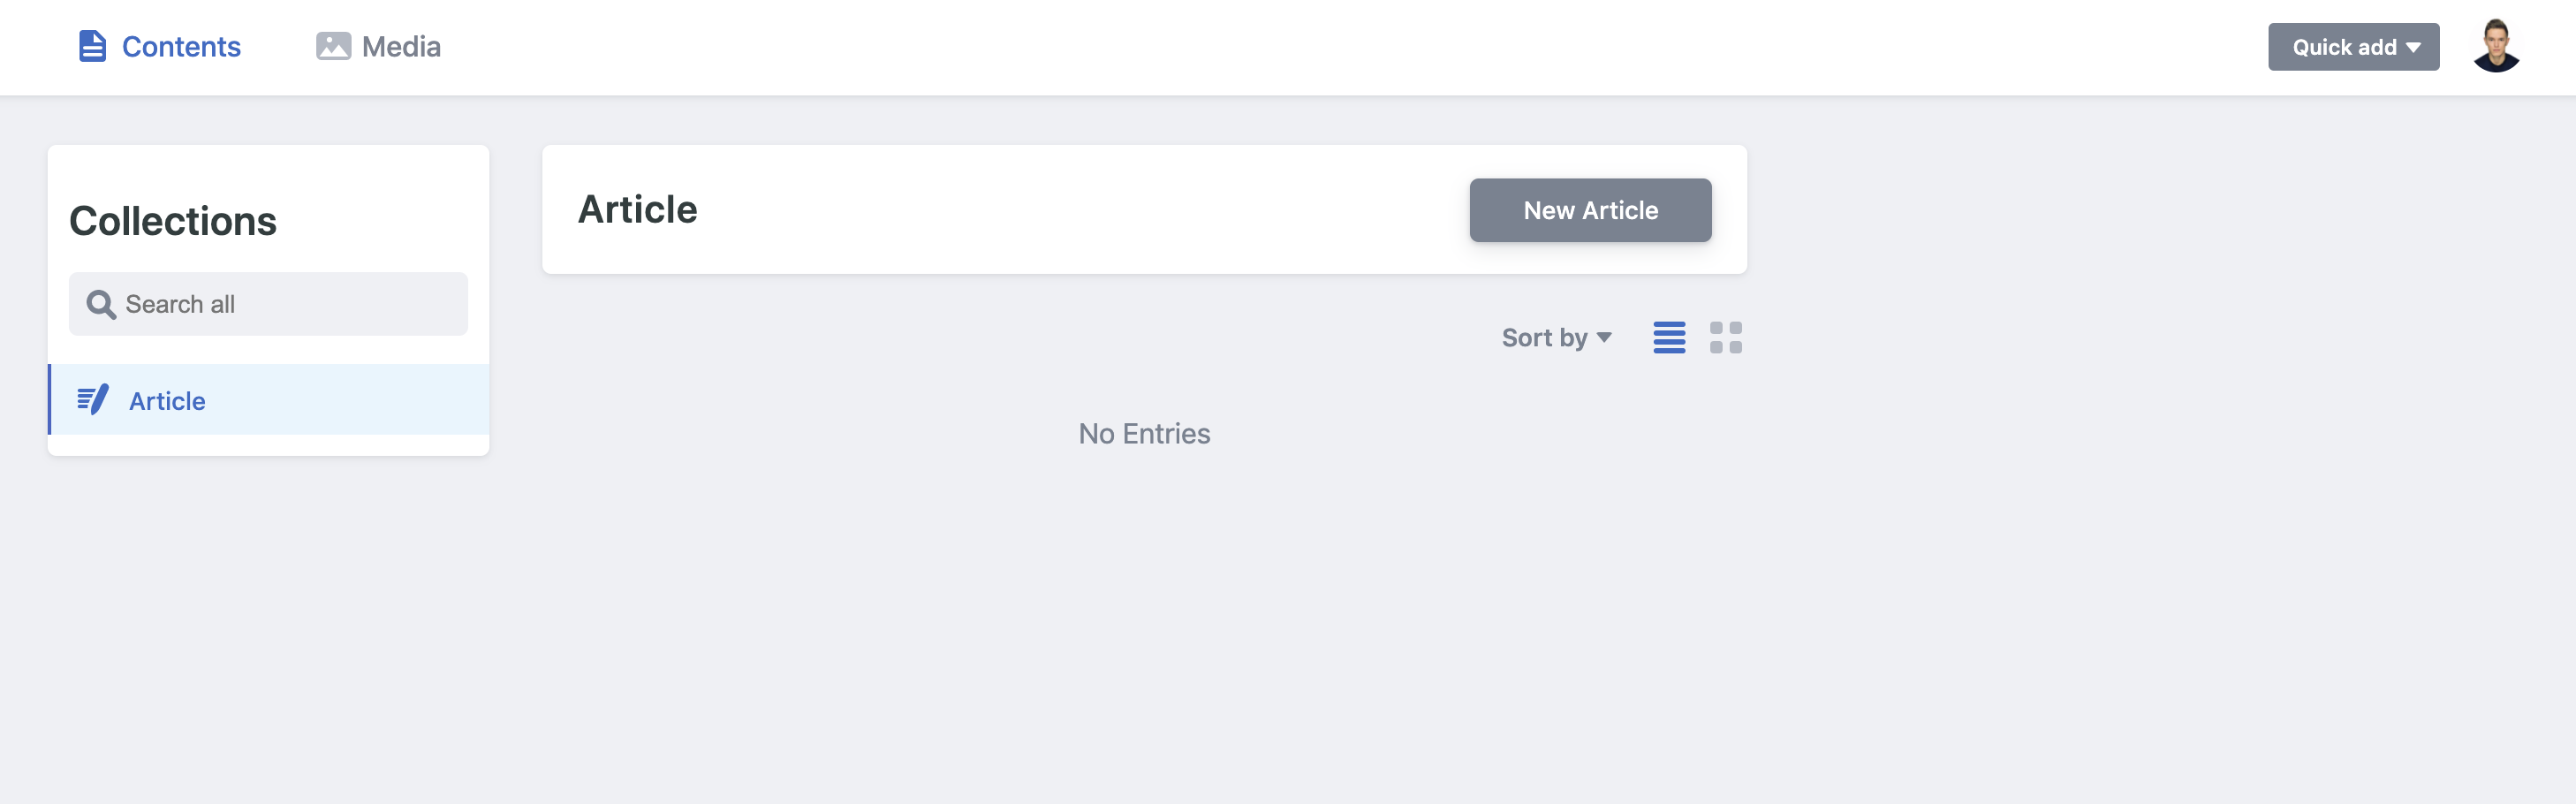 Contents
Media
Quick add
Collections
Search all
Article
Article
New Article
Sort by
No Entries